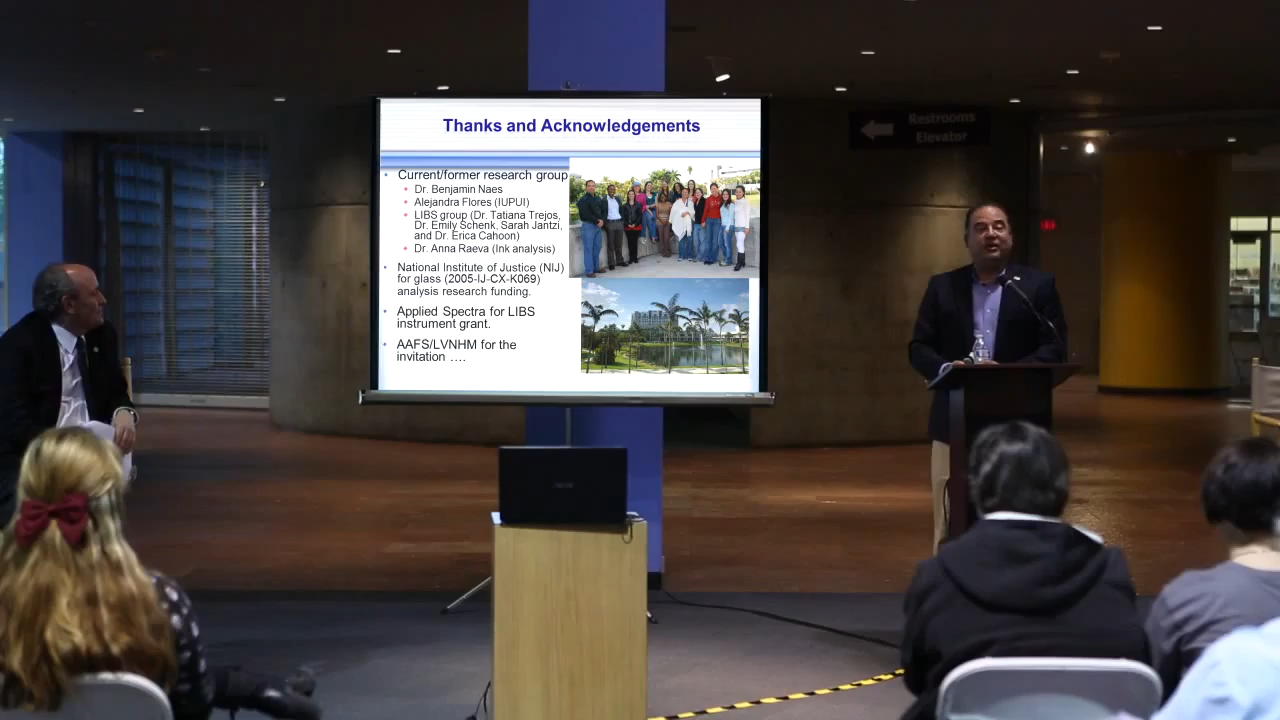 Thanks and Acknowledgements
Current/former research group
Dr. Benjamin Naes
Alejandra Flores (IUPUI)
LIBS group (Dr. Tatiana Trejos,
Dr. Emily Schenk, Sarah Jantzi,
and Dr. Erica Cahoon)
Dr. Anna Raeva (Ink analysis)
National Institute of Justice (NIJ)
for glass (2005-IJ-CX-K069)
analysis research funding.
Applied Spectra for LIBS
instrument grant.
AAFS/LVNHM for the
invitation ....
Restrooms
Elevator